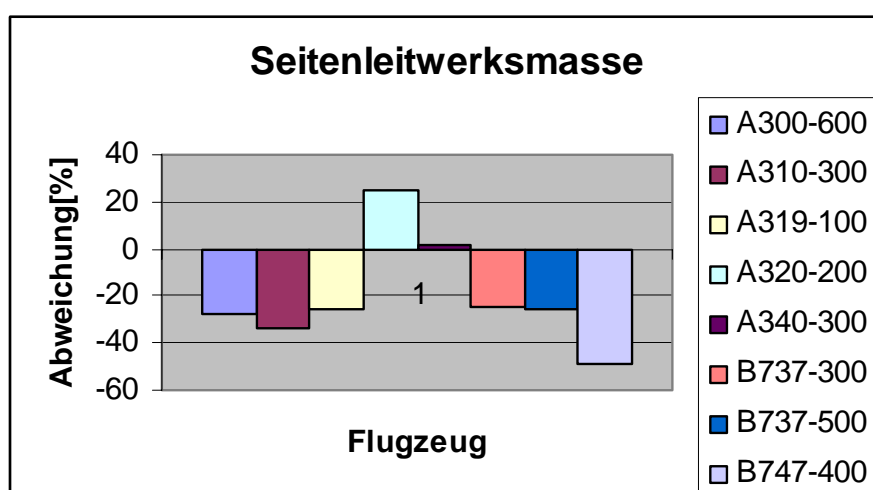 Seitenleitwerksmasse
40
20
0
-20
-40
-60
Abweichung[%]
1
Flugzeug
A300-600
A310-300
A319-100
A320-200
A340-300
B737-300
B737-500
B747-400